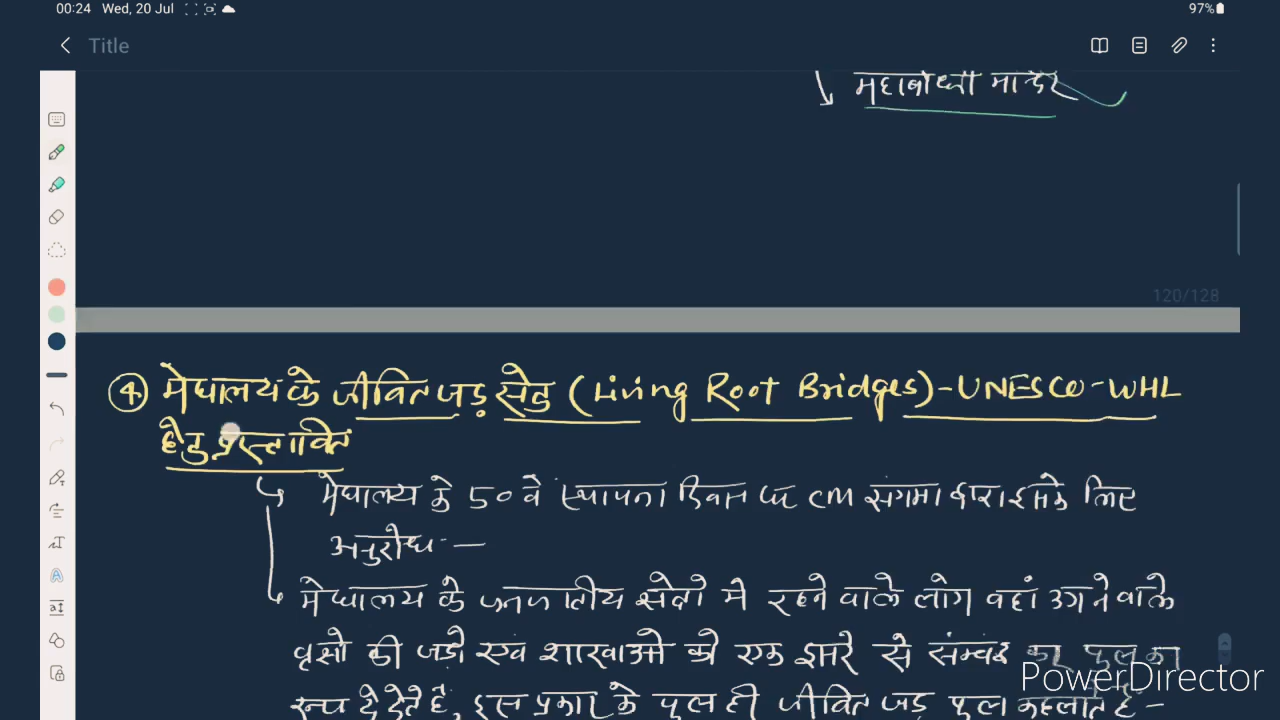 00:24 Wed, 20 Jul 97%
Title
महाबोधी मन्दिर
120/128
④ मेघालय के जीवित जड़ सेतु (Living Root Bridges)-UNESCO-WHL
हेतु प्रस्तावित
मेघालय के 50वे स्थापना दिवस पर CM संगमा द्वारा इसके लिए
अनुरोध —
मेघालय के जनजातीय क्षेत्रो मे रहने वाले लोग वहां उगने वाले
वृक्षो की जड़ो एवं शाखाओ को एक दूसरे से संम्बंद्ध कर पुल का
रूप दे देते है, इस प्रकार के पुल ही जीवित जड़ पुल कहलाते है-
PowerDirector